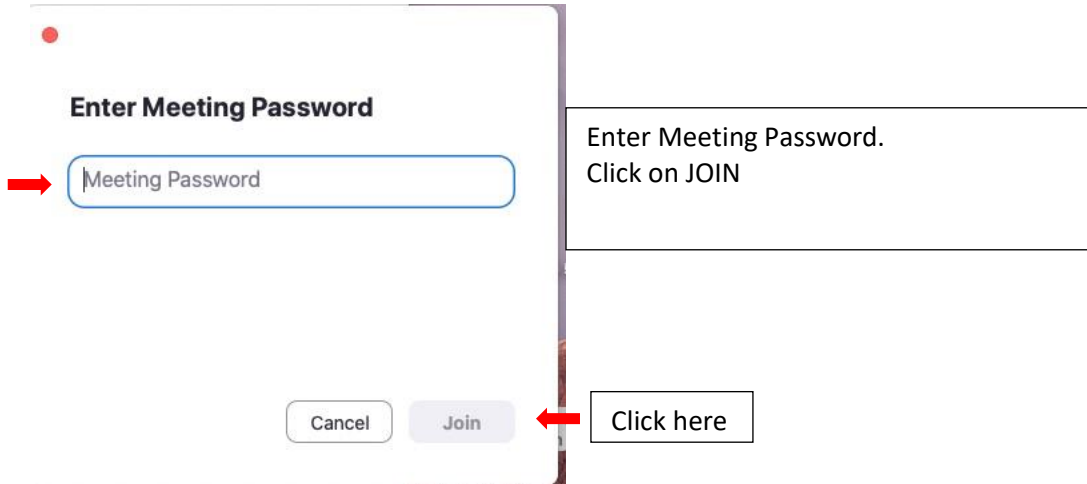 Enter Meeting Password
Meeting Password
Enter Meeting Password.
Click on JOIN
Cancel
Join
Click here